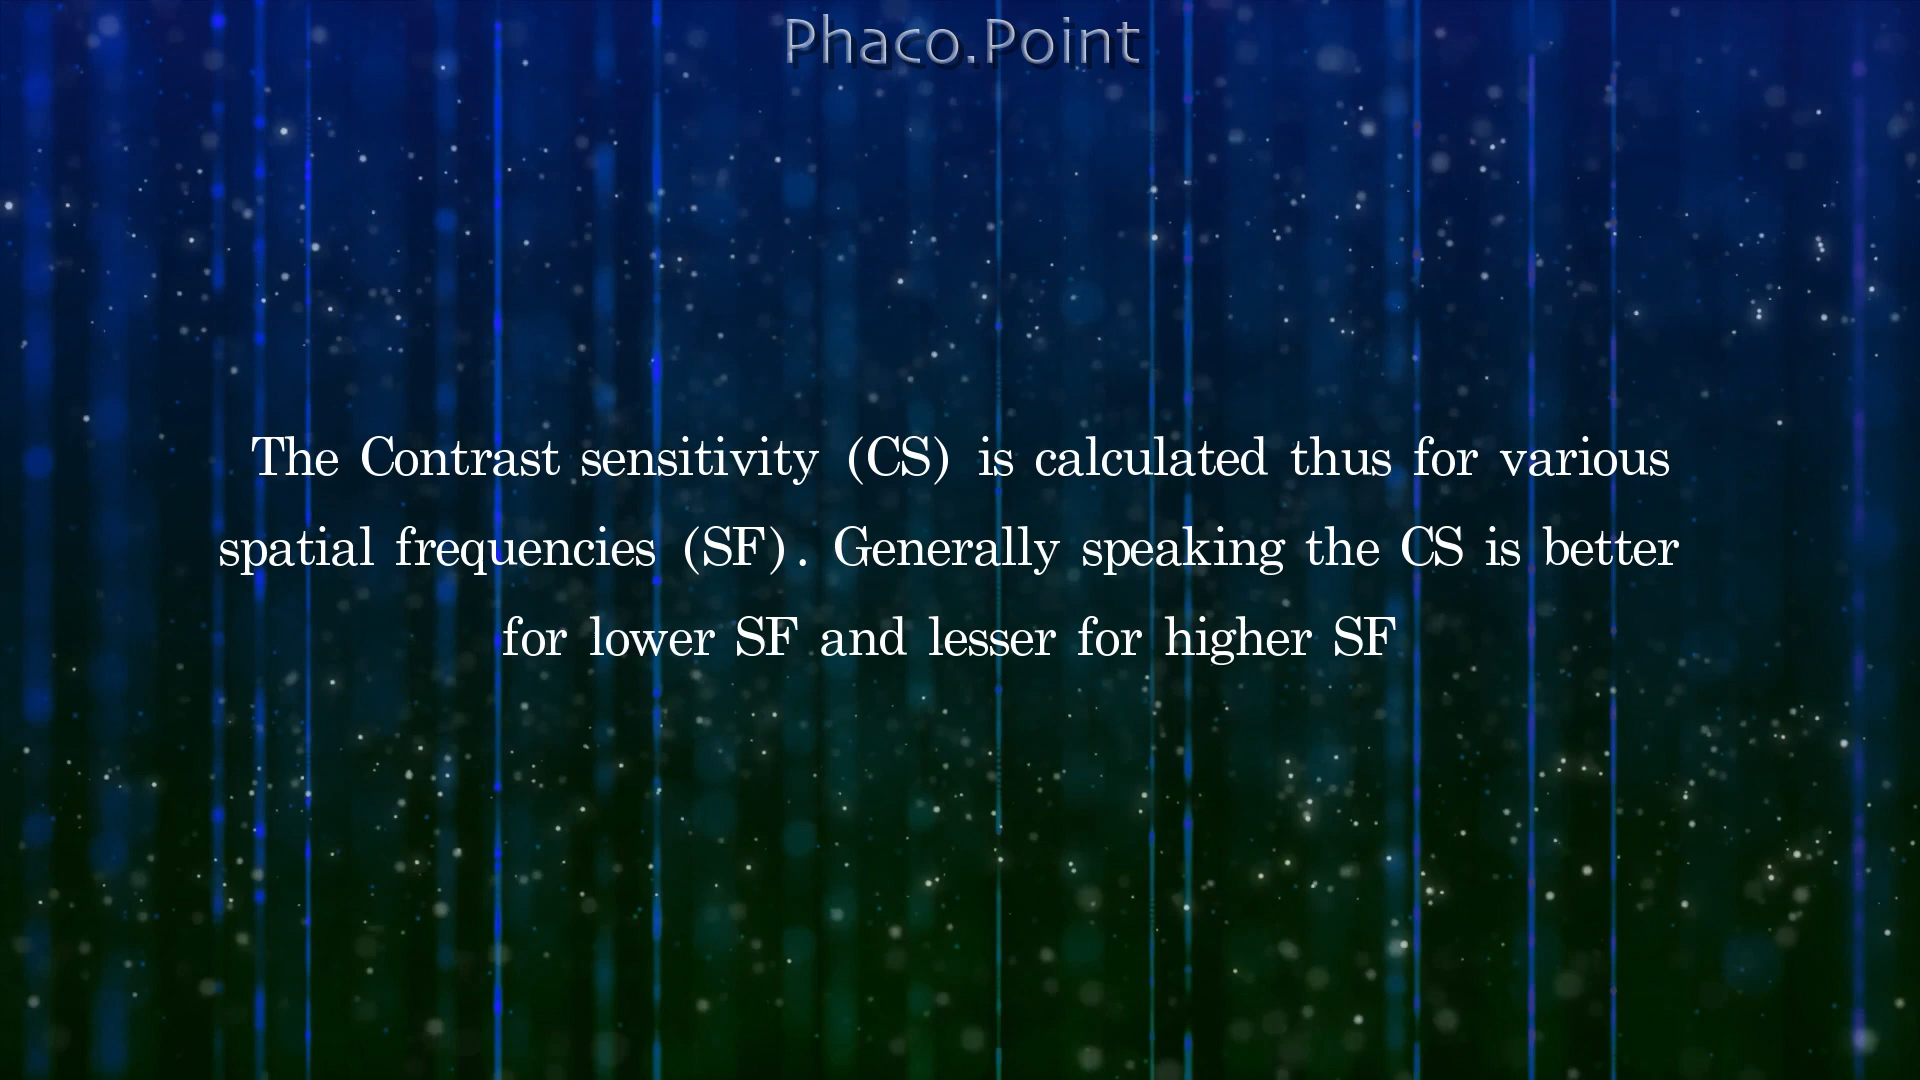 Phaco.Point
The Contrast sensitivity (CS) is calculated thus for various
spatial frequencies (SF). Generally speaking the CS is better
for lower SF and lesser for higher SF